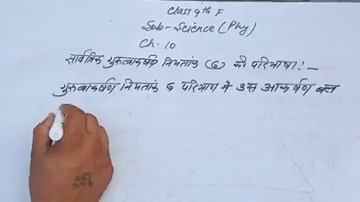 Class 9th F
Sub- Science (Phy)
Ch. 10
सार्वत्रिक गुरुत्वाकर्षण नियतांक (G) की परिभाषा:-
गुरुत्वाकर्षण नियतांक G परिमाण में उस आकर्षण बल